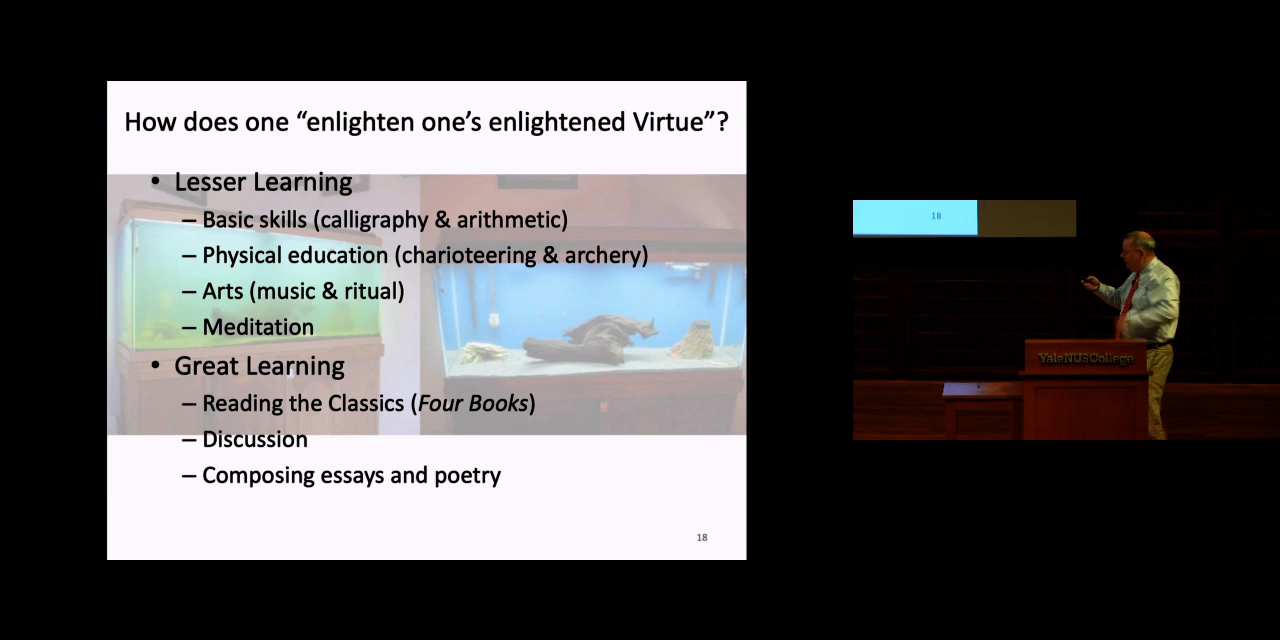 How does one “enlighten one’s enlightened Virtue”?
• Lesser Learning
– Basic skills (calligraphy & arithmetic)
– Physical education (charioteering & archery)
– Arts (music & ritual)
– Meditation
• Great Learning
– Reading the Classics (Four Books)
– Discussion
– Composing essays and poetry
18
18
YaleNUSCollege